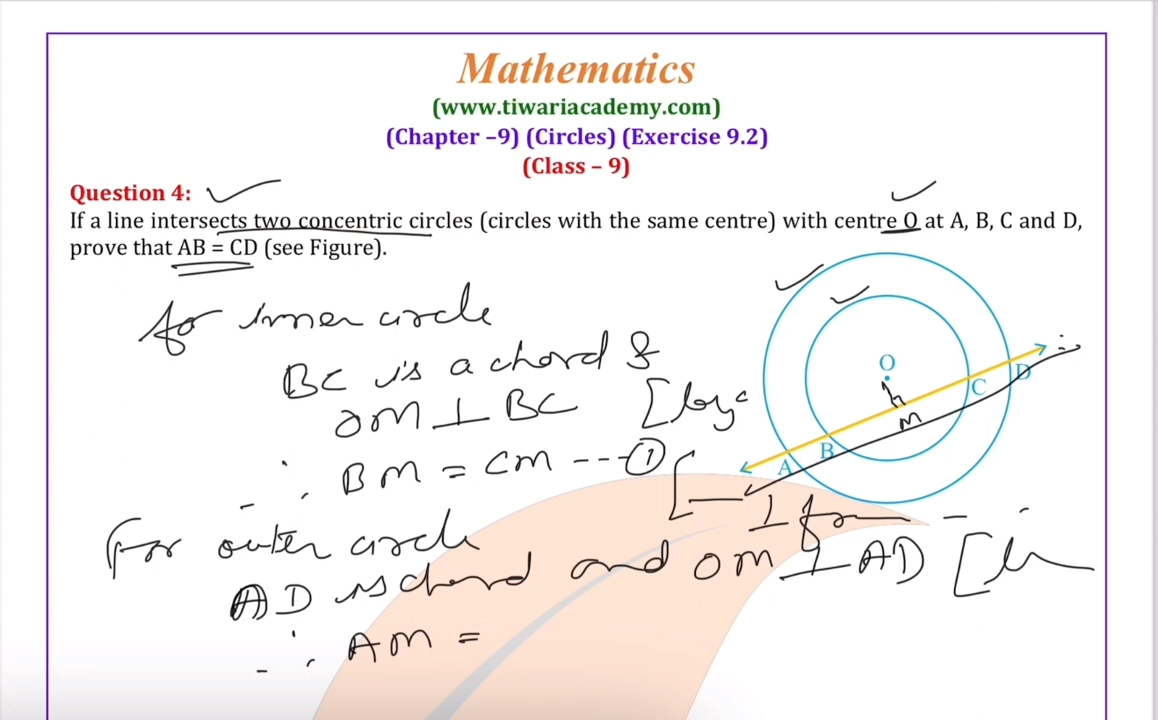 Mathematics
(www.tiwariacademy.com)
(Chapter –9) (Circles) (Exercise 9.2)
(Class – 9)
Question 4:
If a line intersects two concentric circles (circles with the same centre) with centre O at A, B, C and D,
prove that AB = CD (see Figure).
for inner circle
BC is a chord &
OM ⊥ BC [by c
∴ BM = CM ---①
[— ⊥ from —
For outer circle
AD is chord and OM ⊥ AD [
∴ AM =
O
M
A
B
C
D